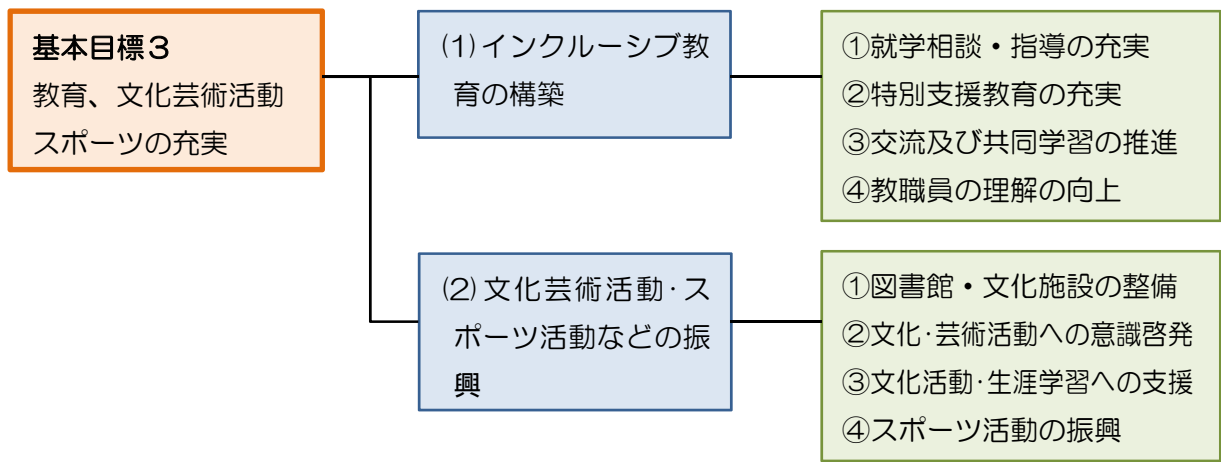 基本目標3
教育、文化芸術活動
スポーツの充実
(1)インクルーシブ教
育の構築
①就学相談・指導の充実
②特別支援教育の充実
③交流及び共同学習の推進
④教職員の理解の向上
(2)文化芸術活動・ス
ポーツ活動などの振
興
①図書館・文化施設の整備
②文化・芸術活動への意識啓発
③文化活動・生涯学習への支援
④スポーツ活動の振興